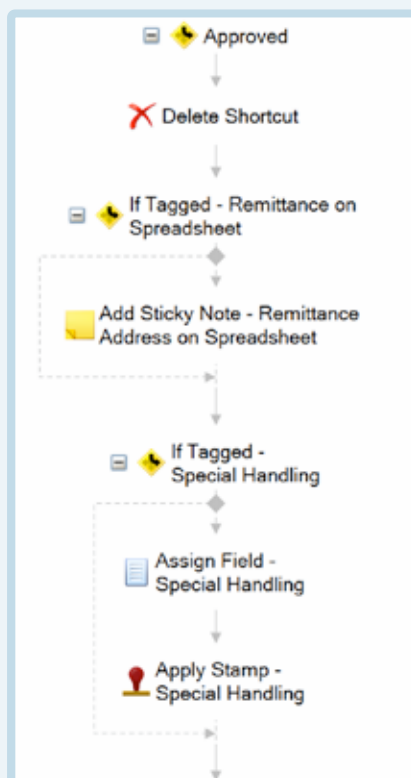 Approved
Delete Shortcut
If Tagged - Remittance on
Spreadsheet
Add Sticky Note - Remittance
Address on Spreadsheet
If Tagged -
Special Handling
Assign Field -
Special Handling
Apply Stamp -
Special Handling